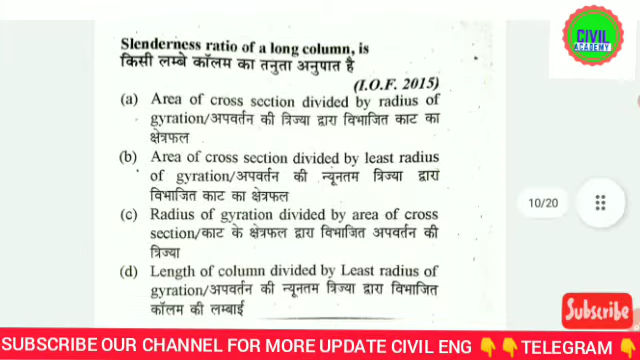 Slenderness ratio of a long column, is
किसी लम्बे कॉलम का तनुता अनुपात है
(I.O.F. 2015)
(a) Area of cross section divided by radius of
gyration/अपवर्तन की त्रिज्या द्वारा विभाजित काट का
क्षेत्रफल
(b) Area of cross section divided by least radius
of gyration/अपवर्तन की न्यूनतम त्रिज्या द्वारा
विभाजित काट का क्षेत्रफल
(c) Radius of gyration divided by area of cross
section/काट के क्षेत्रफल द्वारा विभाजित अपवर्तन की
त्रिज्या
(d) Length of column divided by Least radius of
gyration/अपवर्तन की न्यूनतम त्रिज्या द्वारा विभाजित
कॉलम की लम्बाई
CIVIL
ACADEMY
10/20
Subscribe
SUBSCRIBE OUR CHANNEL FOR MORE UPDATE CIVIL ENG 👇👇TELEGRAM 👇